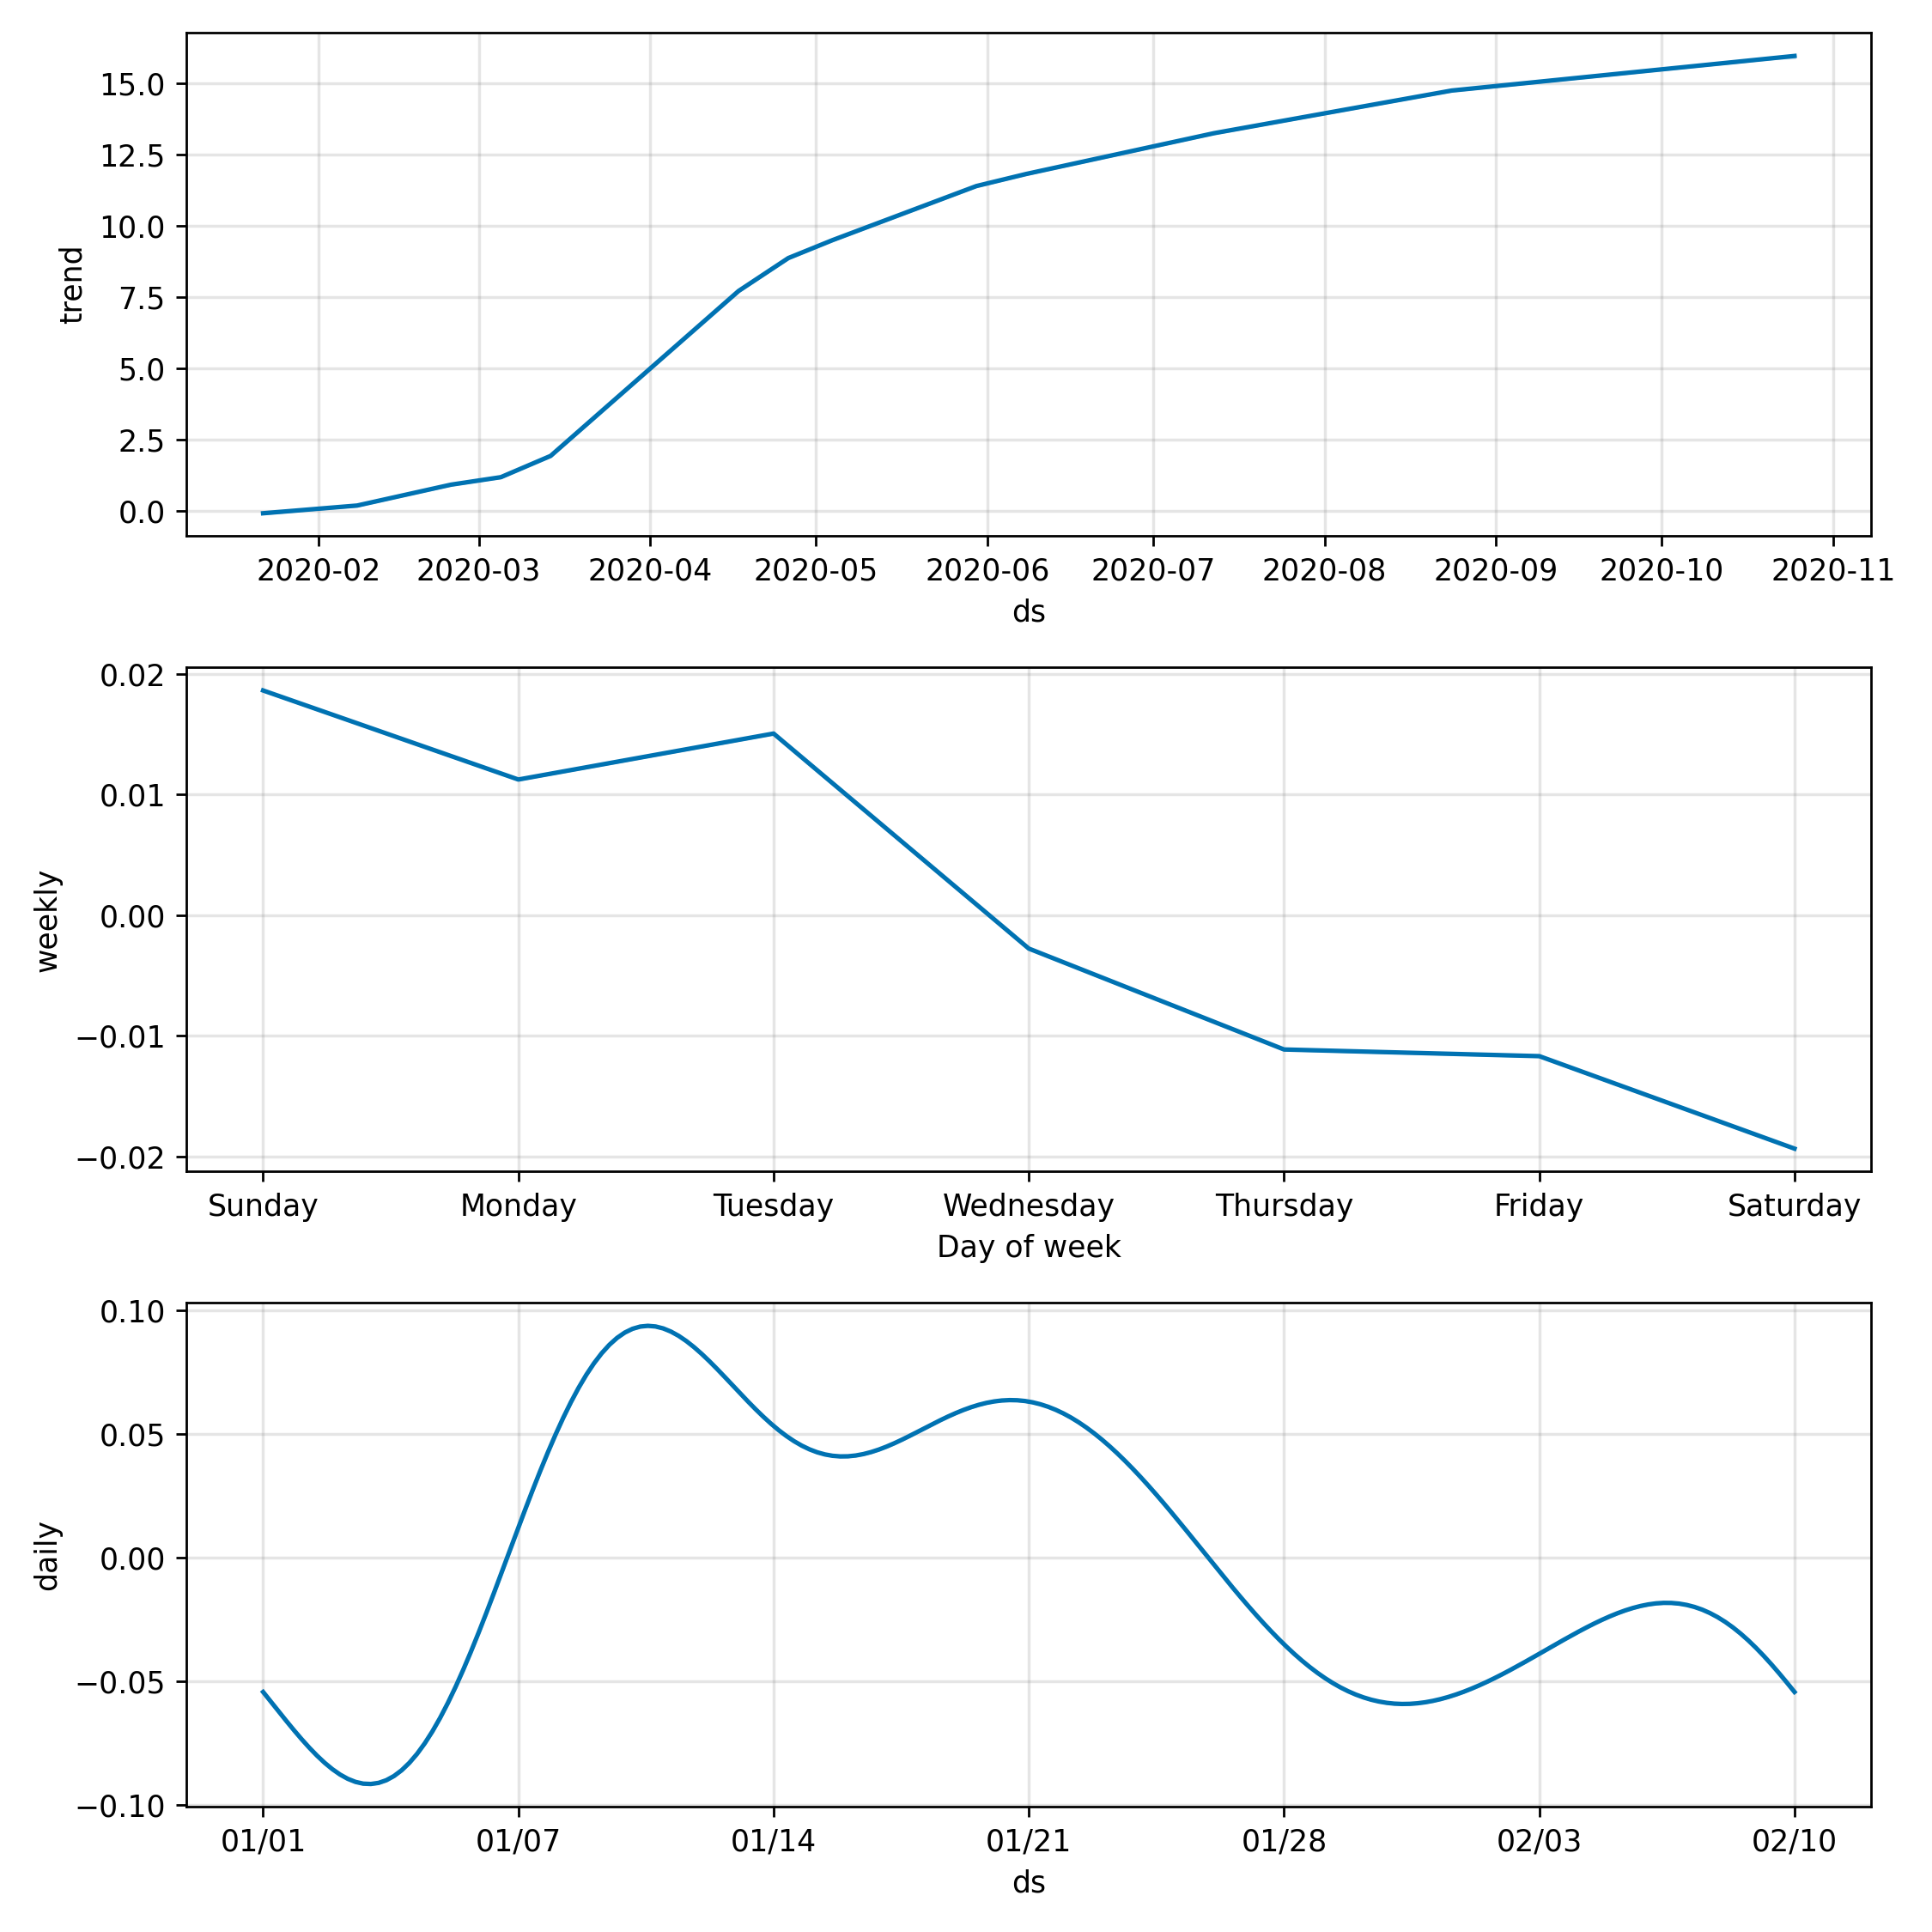 15.0
12.5
10.0
7.5
5.0
2.5
0.0
trend
2020-02 2020-03 2020-04 2020-05 2020-06 2020-07 2020-08 2020-09 2020-10 2020-11
ds
0.02
0.01
0.00
−0.01
−0.02
weekly
Sunday Monday Tuesday Wednesday Thursday Friday Saturday
Day of week
0.10
0.05
0.00
−0.05
−0.10
daily
01/01 01/07 01/14 01/21 01/28 02/03 02/10
ds